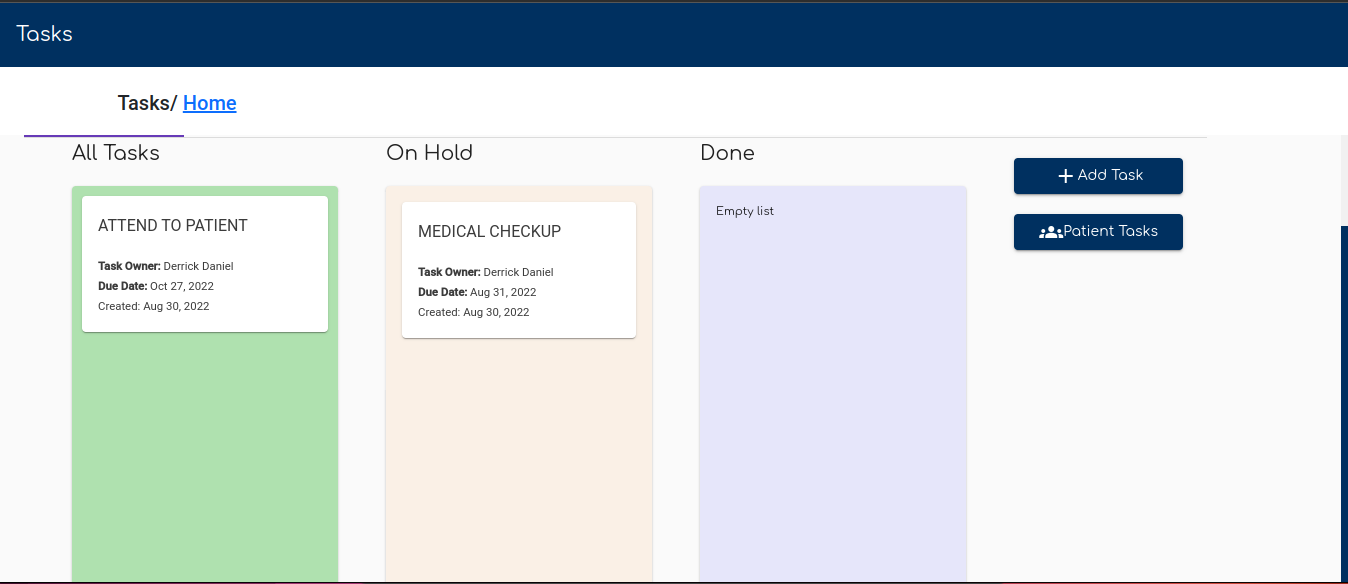 Tasks
Tasks/ Home
All Tasks
ATTEND TO PATIENT
Task Owner: Derrick Daniel
Due Date: Oct 27, 2022
Created: Aug 30, 2022
On Hold
MEDICAL CHECKUP
Task Owner: Derrick Daniel
Due Date: Aug 31, 2022
Created: Aug 30, 2022
Done
Empty list
Add Task
Patient Tasks